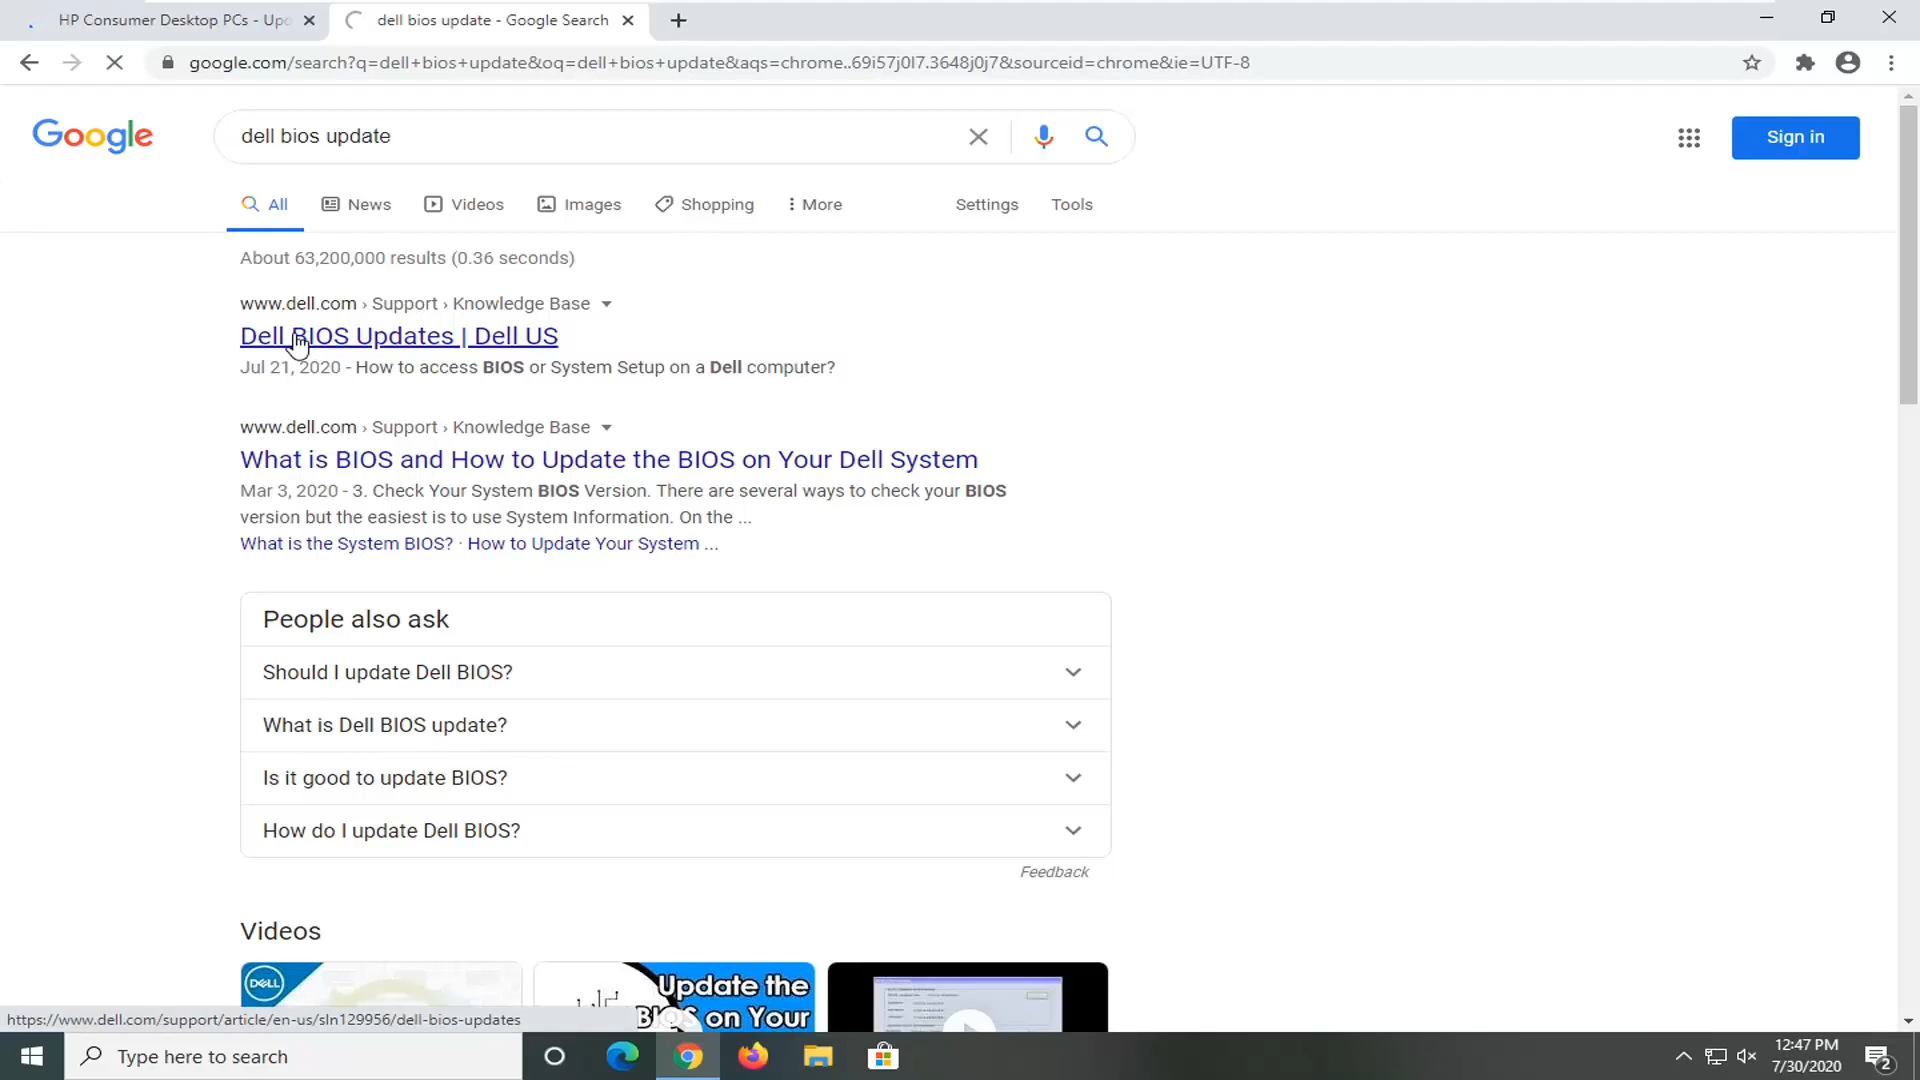 HP Consumer Desktop PCs - Upd
dell bios update - Google Search
google.com/search?q=dell+bios+update&oq=dell+bios+update&aqs=chrome..69i57j0l7.3648j0j7&sourceid=chrome&ie=UTF-8
Google
dell bios update
Sign in
All
News
Videos
Images
Shopping
More
Settings
Tools
About 63,200,000 results (0.36 seconds)
www.dell.com › Support › Knowledge Base
Dell BIOS Updates | Dell US
Jul 21, 2020 - How to access BIOS or System Setup on a Dell computer?
www.dell.com › Support › Knowledge Base
What is BIOS and How to Update the BIOS on Your Dell System
Mar 3, 2020 - 3. Check Your System BIOS Version. There are several ways to check your BIOS
version but the easiest is to use System Information. On the ...
What is the System BIOS? · How to Update Your System ...
People also ask
Should I update Dell BIOS?
What is Dell BIOS update?
Is it good to update BIOS?
How do I update Dell BIOS?
Feedback
Videos
DELL
Update the
BIOS on Your
https://www.dell.com/support/article/en-us/sln129956/dell-bios-updates
Type here to search
12:47 PM
7/30/2020
2